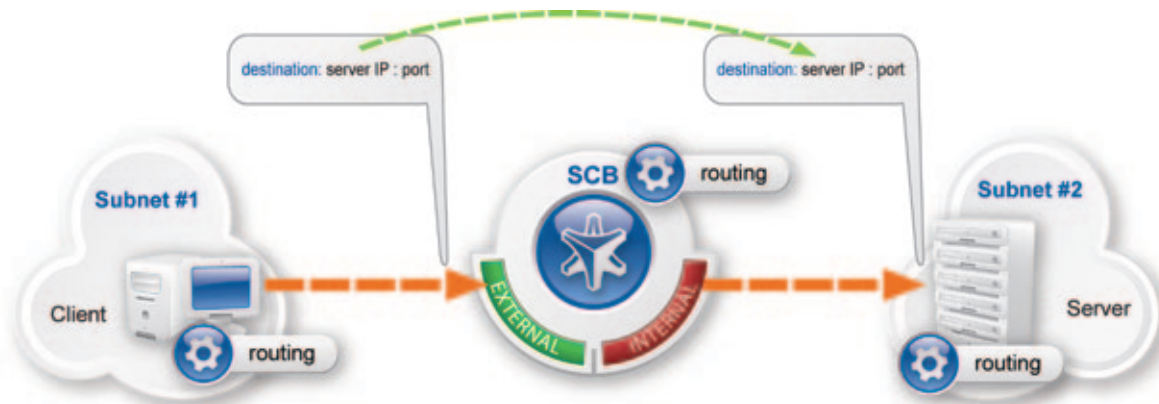 destination: server IP : port
destination: server IP : port
Subnet #1
SCB
routing
Subnet #2
Client
EXTERNAL
INTERNAL
Server
routing
routing